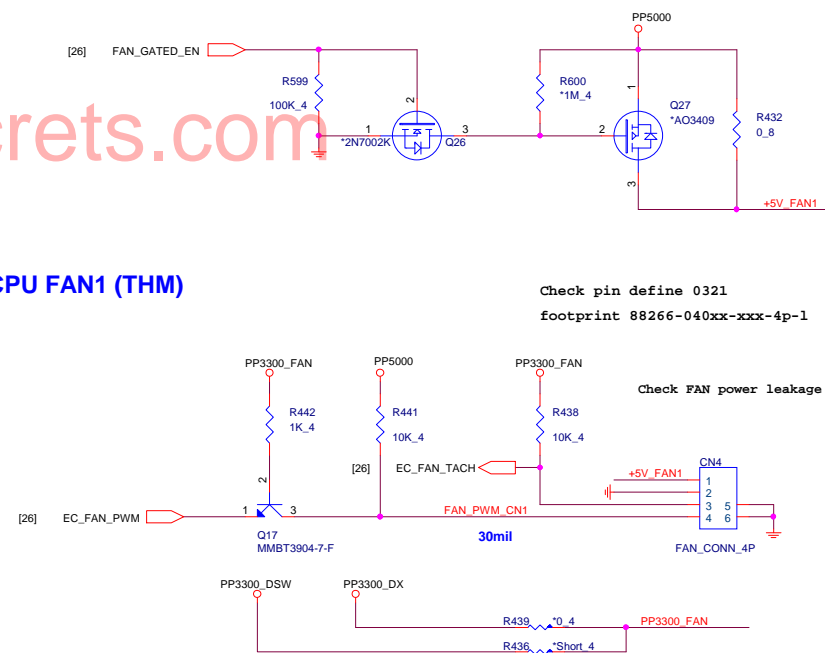 PP5000
[26] FAN_GATED_EN
R599
100K_4
2
1
*2N7002K
3
Q26
R600
*1M_4
1
2
3
Q27
*AO3409
R432
0_8
+5V_FAN1
crets.com
CPU FAN1 (THM)
Check pin define 0321
footprint 88266-040xx-xxx-4p-l
Check FAN power leakage
PP3300_FAN
PP5000
PP3300_FAN
R442
1K_4
R441
10K_4
R438
10K_4
[26] EC_FAN_TACH
+5V_FAN1
CN4
1
2
3 5
4 6
FAN_CONN_4P
[26] EC_FAN_PWM
1
2
3
Q17
MMBT3904-7-F
FAN_PWM_CN1
30mil
PP3300_DSW
PP3300_DX
R439 *0_4
PP3300_FAN
R436 *Short_4